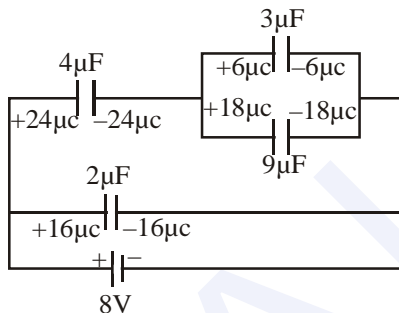 3µF
4µF
+6µc –6µc
+18µc –18µc
+24µc –24µc
9µF
2µF
+16µc –16µc
+ –
8V